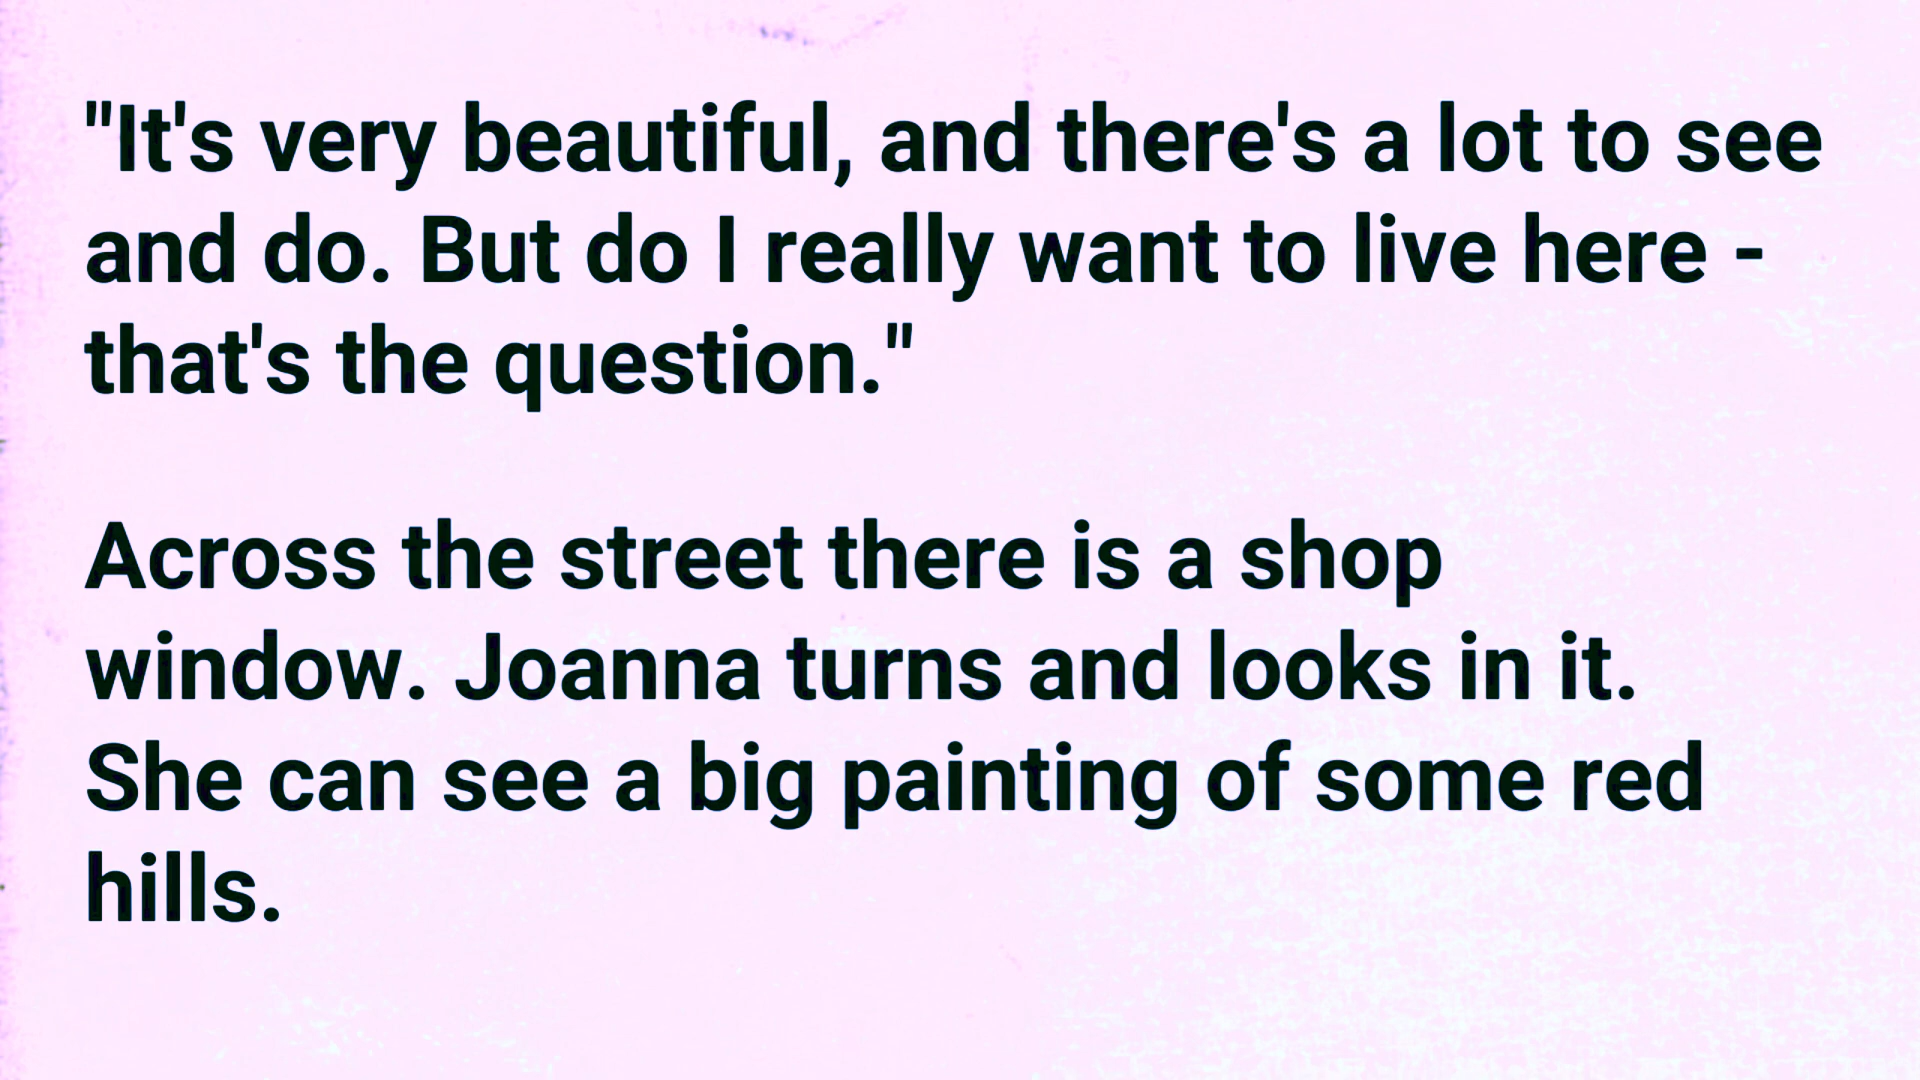 "It's very beautiful, and there's a lot to see
and do. But do I really want to live here -
that's the question."
Across the street there is a shop
window. Joanna turns and looks in it.
She can see a big painting of some red
hills.